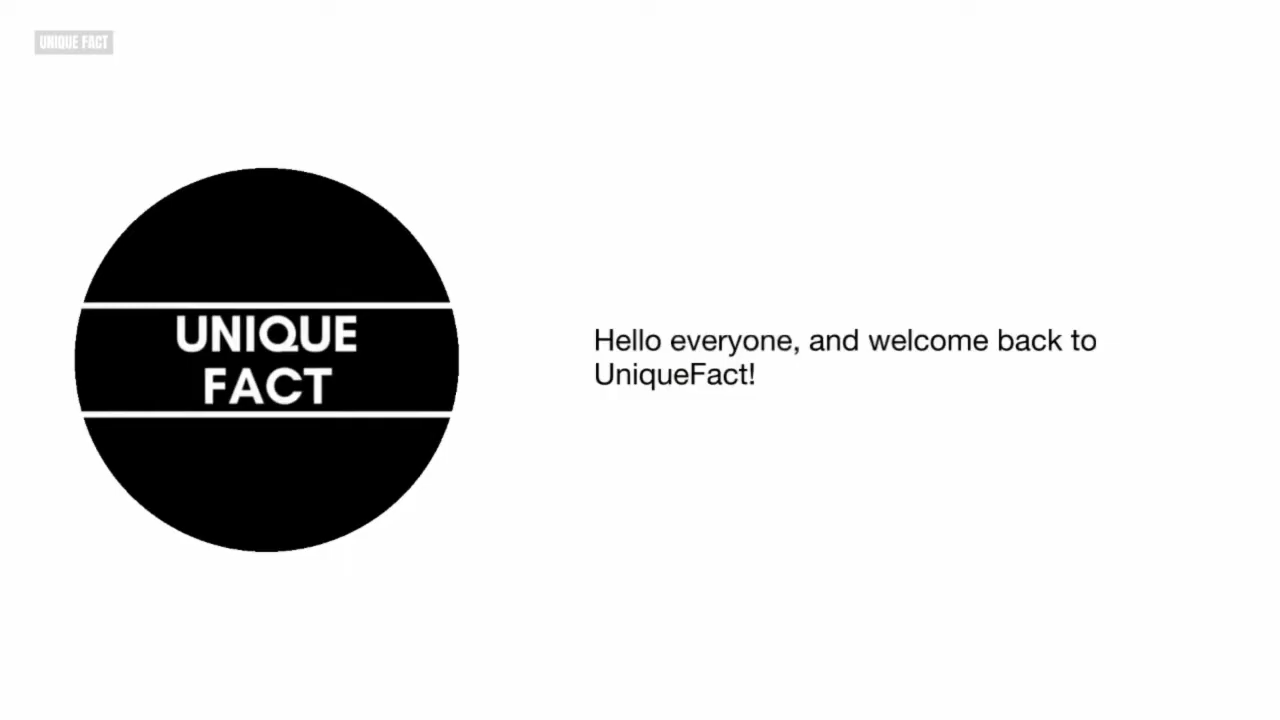 UNIQUE FACT
UNIQUE
FACT
Hello everyone, and welcome back to
UniqueFact!